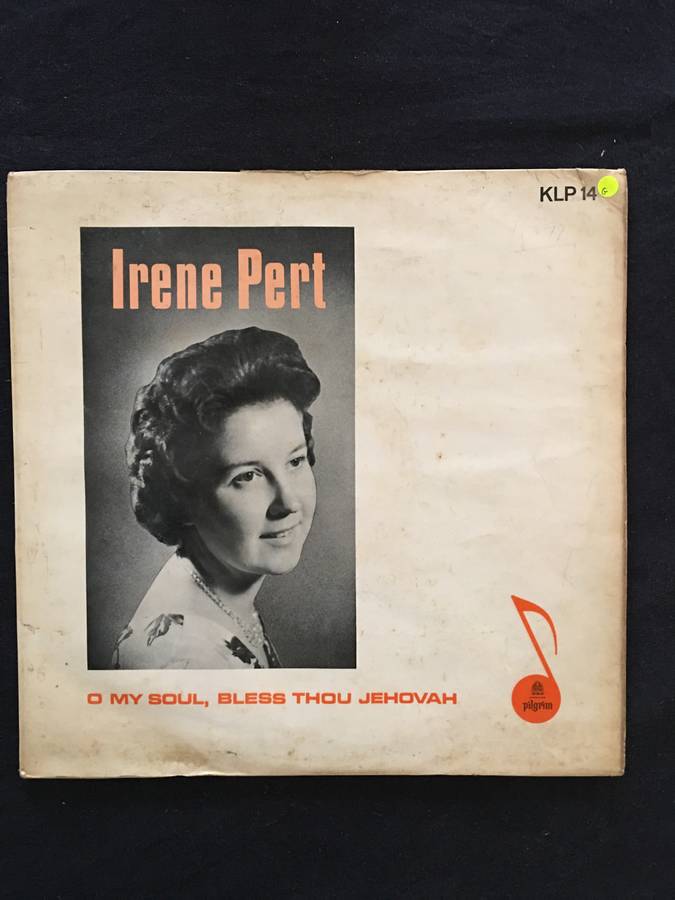 KLP 14
G
Irene Pert
O MY SOUL, BLESS THOU JEHOVAH
pilgrim